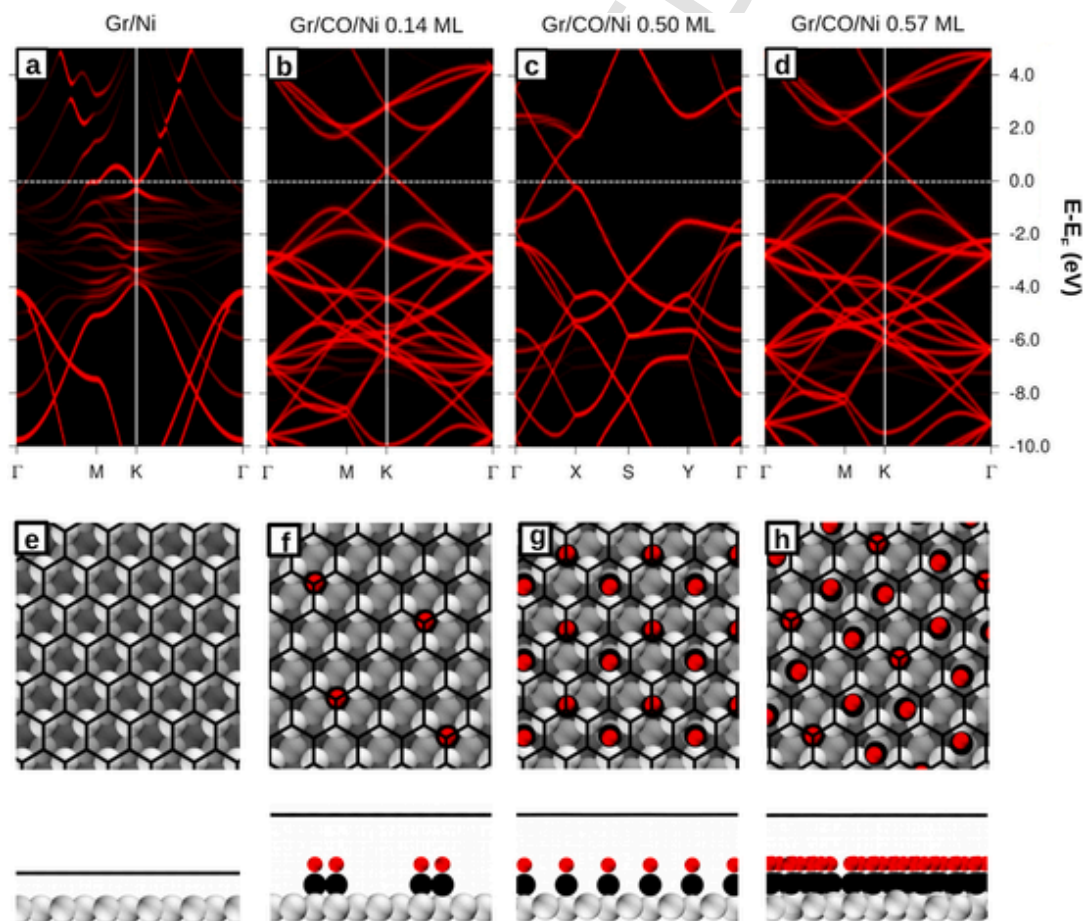 Gr/Ni Gr/CO/Ni 0.14 ML Gr/CO/Ni 0.50 ML Gr/CO/Ni 0.57 ML
a b c d
4.0
2.0
0.0
-2.0
-4.0
-6.0
-8.0
-10.0
E-E_F (eV)
Γ M K Γ Γ M K Γ Γ X S Y Γ Γ M K Γ
e f g h